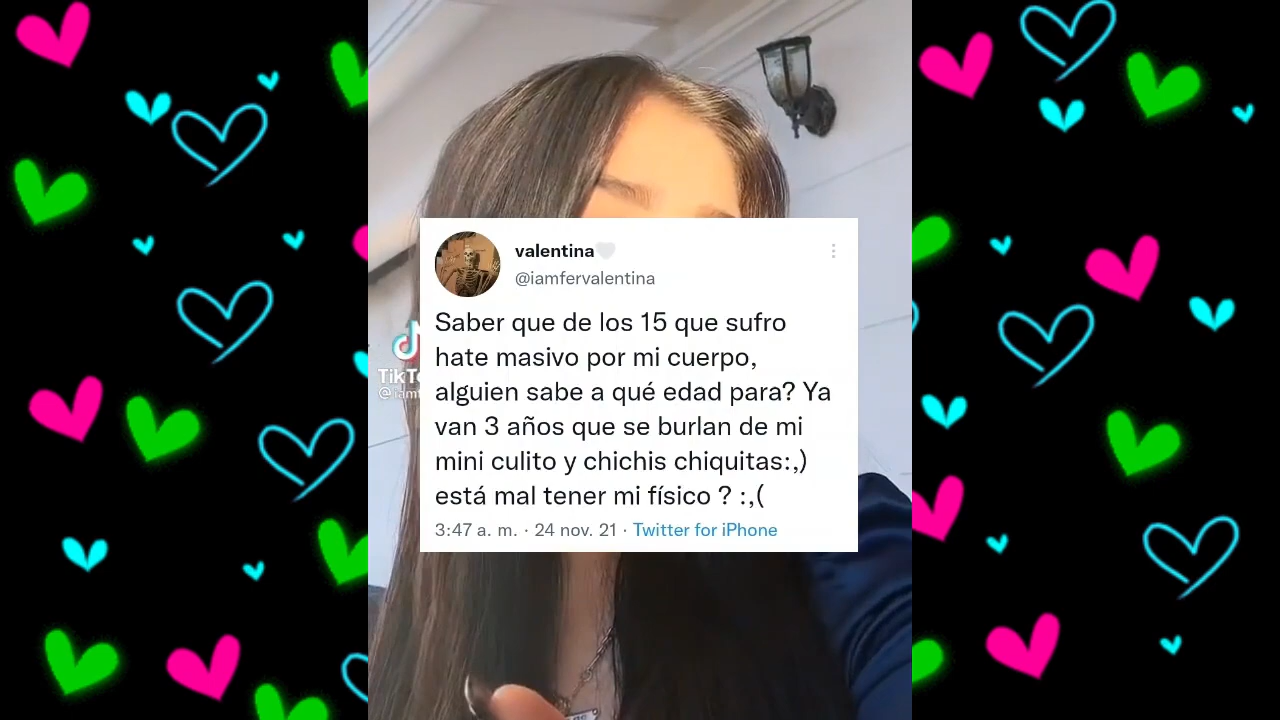 valentina🤍
@iamfervalentina
Saber que de los 15 que sufro
hate masivo por mi cuerpo,
alguien sabe a qué edad para? Ya
van 3 años que se burlan de mi
mini culito y chichis chiquitas:,)
está mal tener mi físico ? :,(
3:47 a. m. · 24 nov. 21 · Twitter for iPhone